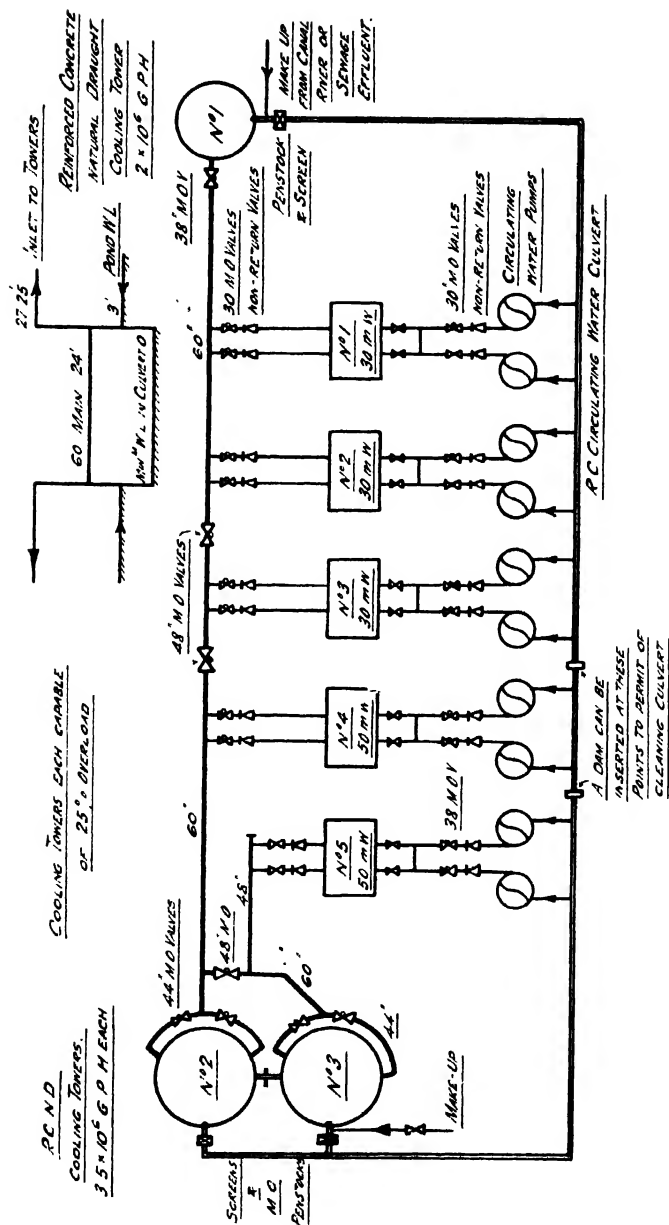 R C N D
COOLING TOWERS.
3 5 × 10⁶ G P H EACH
COOLING TOWERS EACH CAPABLE
OF 25% OVERLOAD
27 25'
INLET TO TOWERS
60 MAIN 24'
3'
POND W L
NOR W L IN CULVERT O
REINFORCED CONCRETE
NATURAL DRAUGHT
COOLING TOWER
2 × 10⁶ G P H
44" M O VALVES
60"
48" M O VALVES
60"
38" M O V
Nº 1
30 M O VALVES
NON-RETURN VALVES
MAKE UP
FROM CANAL
RIVER OR
SEWAGE
EFFLUENT.
PENSTOCK
& SCREEN
48" M O
48"
60"
44"
Nº 2
Nº 3
Nº 5
50 MW
Nº 4
50 MW
Nº 3
30 MW
Nº 2
30 MW
Nº 1
30 MW
38 M O V
30" M O VALVES
NON-RETURN VALVES
CIRCULATING
WATER PUMPS
SCREENS
&
M O
PENSTOCKS
MAKE-UP
A DAM CAN BE
INSERTED AT THESE
POINTS TO PERMIT OF
CLEANING CULVERT
R C CIRCULATING WATER CULVERT